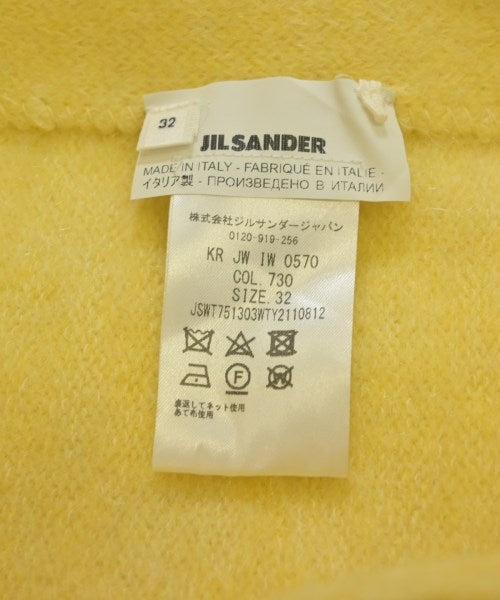 32
JIL SANDER
MADE IN ITALY - FABRIQUÉ EN ITALIE -
イタリア製 - ПРОИЗВЕДЕНО В ИТАЛИИ
株式会社ジルサンダージャパン
0120-919-256
KR JW IW 0570
COL. 730
SIZE. 32
JSWT751303WTY2110812
F
W
裏返してネット使用
あて布使用